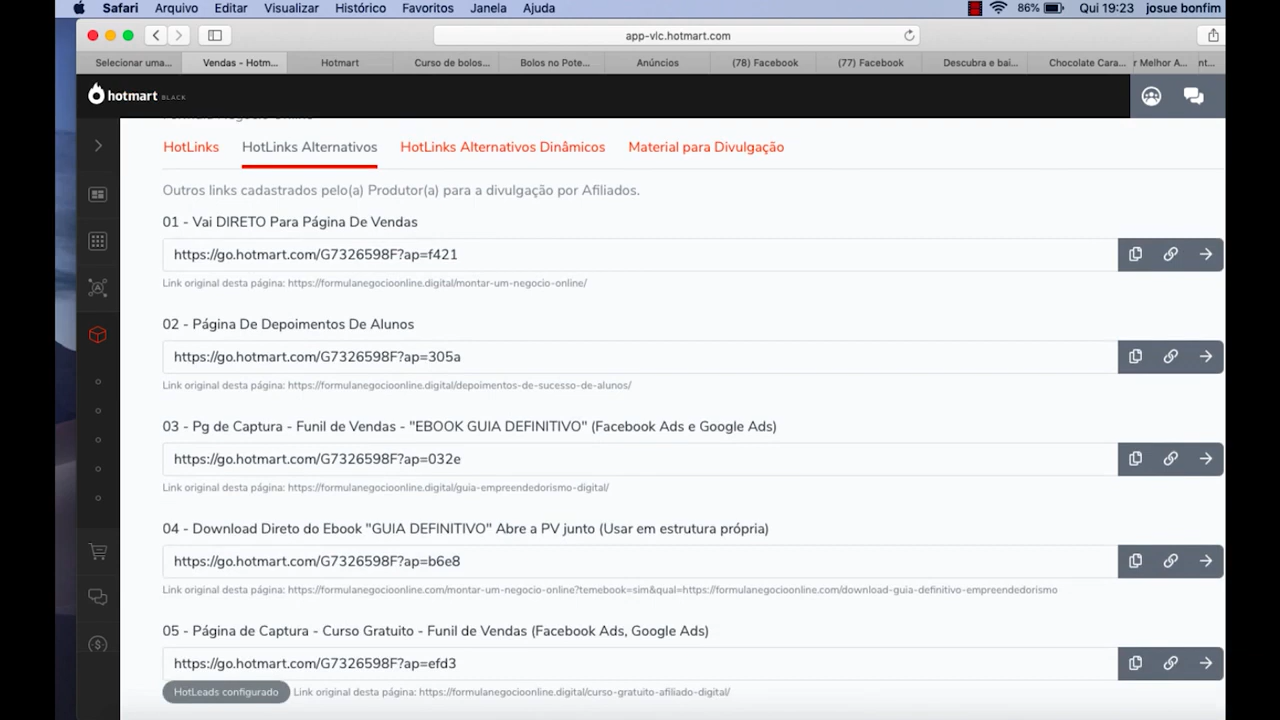 Safari Arquivo Editar Visualizar Histórico Favoritos Janela Ajuda 86% Qui 19:23 josue bonfim
app-vlc.hotmart.com
Selecionar uma... Vendas - Hotm... Hotmart Curso de bolos... Bolos no Pote... Anúncios (78) Facebook (77) Facebook Descubra e bai... Chocolate Cara... r Melhor A... nt...
hotmart BLACK
HotLinks HotLinks Alternativos HotLinks Alternativos Dinâmicos Material para Divulgação
Outros links cadastrados pelo(a) Produtor(a) para a divulgação por Afiliados.
01 - Vai DIRETO Para Página De Vendas
https://go.hotmart.com/G7326598F?ap=f421
Link original desta página: https://formulanegocioonline.digital/montar-um-negocio-online/
02 - Página De Depoimentos De Alunos
https://go.hotmart.com/G7326598F?ap=305a
Link original desta página: https://formulanegocioonline.digital/depoimentos-de-sucesso-de-alunos/
03 - Pg de Captura - Funil de Vendas - "EBOOK GUIA DEFINITIVO" (Facebook Ads e Google Ads)
https://go.hotmart.com/G7326598F?ap=032e
Link original desta página: https://formulanegocioonline.digital/guia-empreendedorismo-digital/
04 - Download Direto do Ebook "GUIA DEFINITIVO" Abre a PV junto (Usar em estrutura própria)
https://go.hotmart.com/G7326598F?ap=b6e8
Link original desta página: https://formulanegocioonline.com/montar-um-negocio-online?temebook=sim&qual=https://formulanegocioonline.com/download-guia-definitivo-empreendedorismo
05 - Página de Captura - Curso Gratuito - Funil de Vendas (Facebook Ads, Google Ads)
https://go.hotmart.com/G7326598F?ap=efd3
HotLeads configurado Link original desta página: https://formulanegocioonline.digital/curso-gratuito-afiliado-digital/